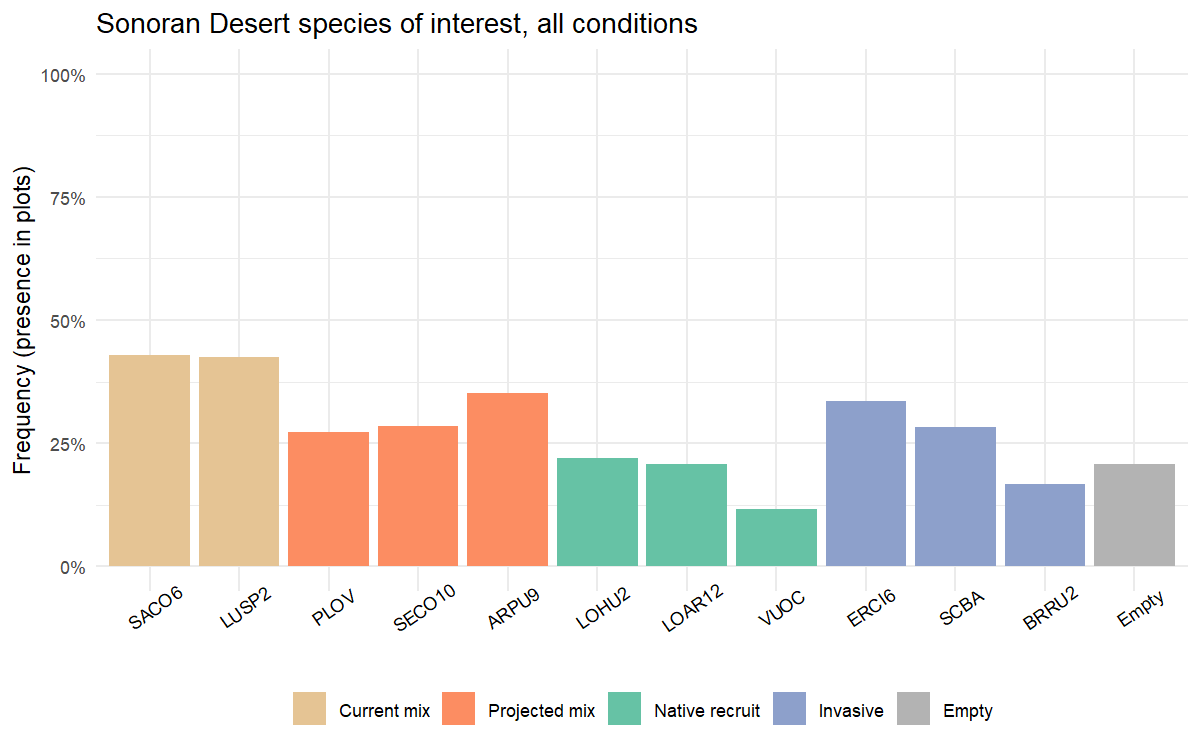 Sonoran Desert species of interest, all conditions
Frequency (presence in plots)
100%
75%
50%
25%
0%
SACO6
LUSP2
PLOV
SECO10
ARPU9
LOHU2
LOAR12
VUOC
ERCI6
SCBA
BRRU2
Empty
Current mix
Projected mix
Native recruit
Invasive
Empty